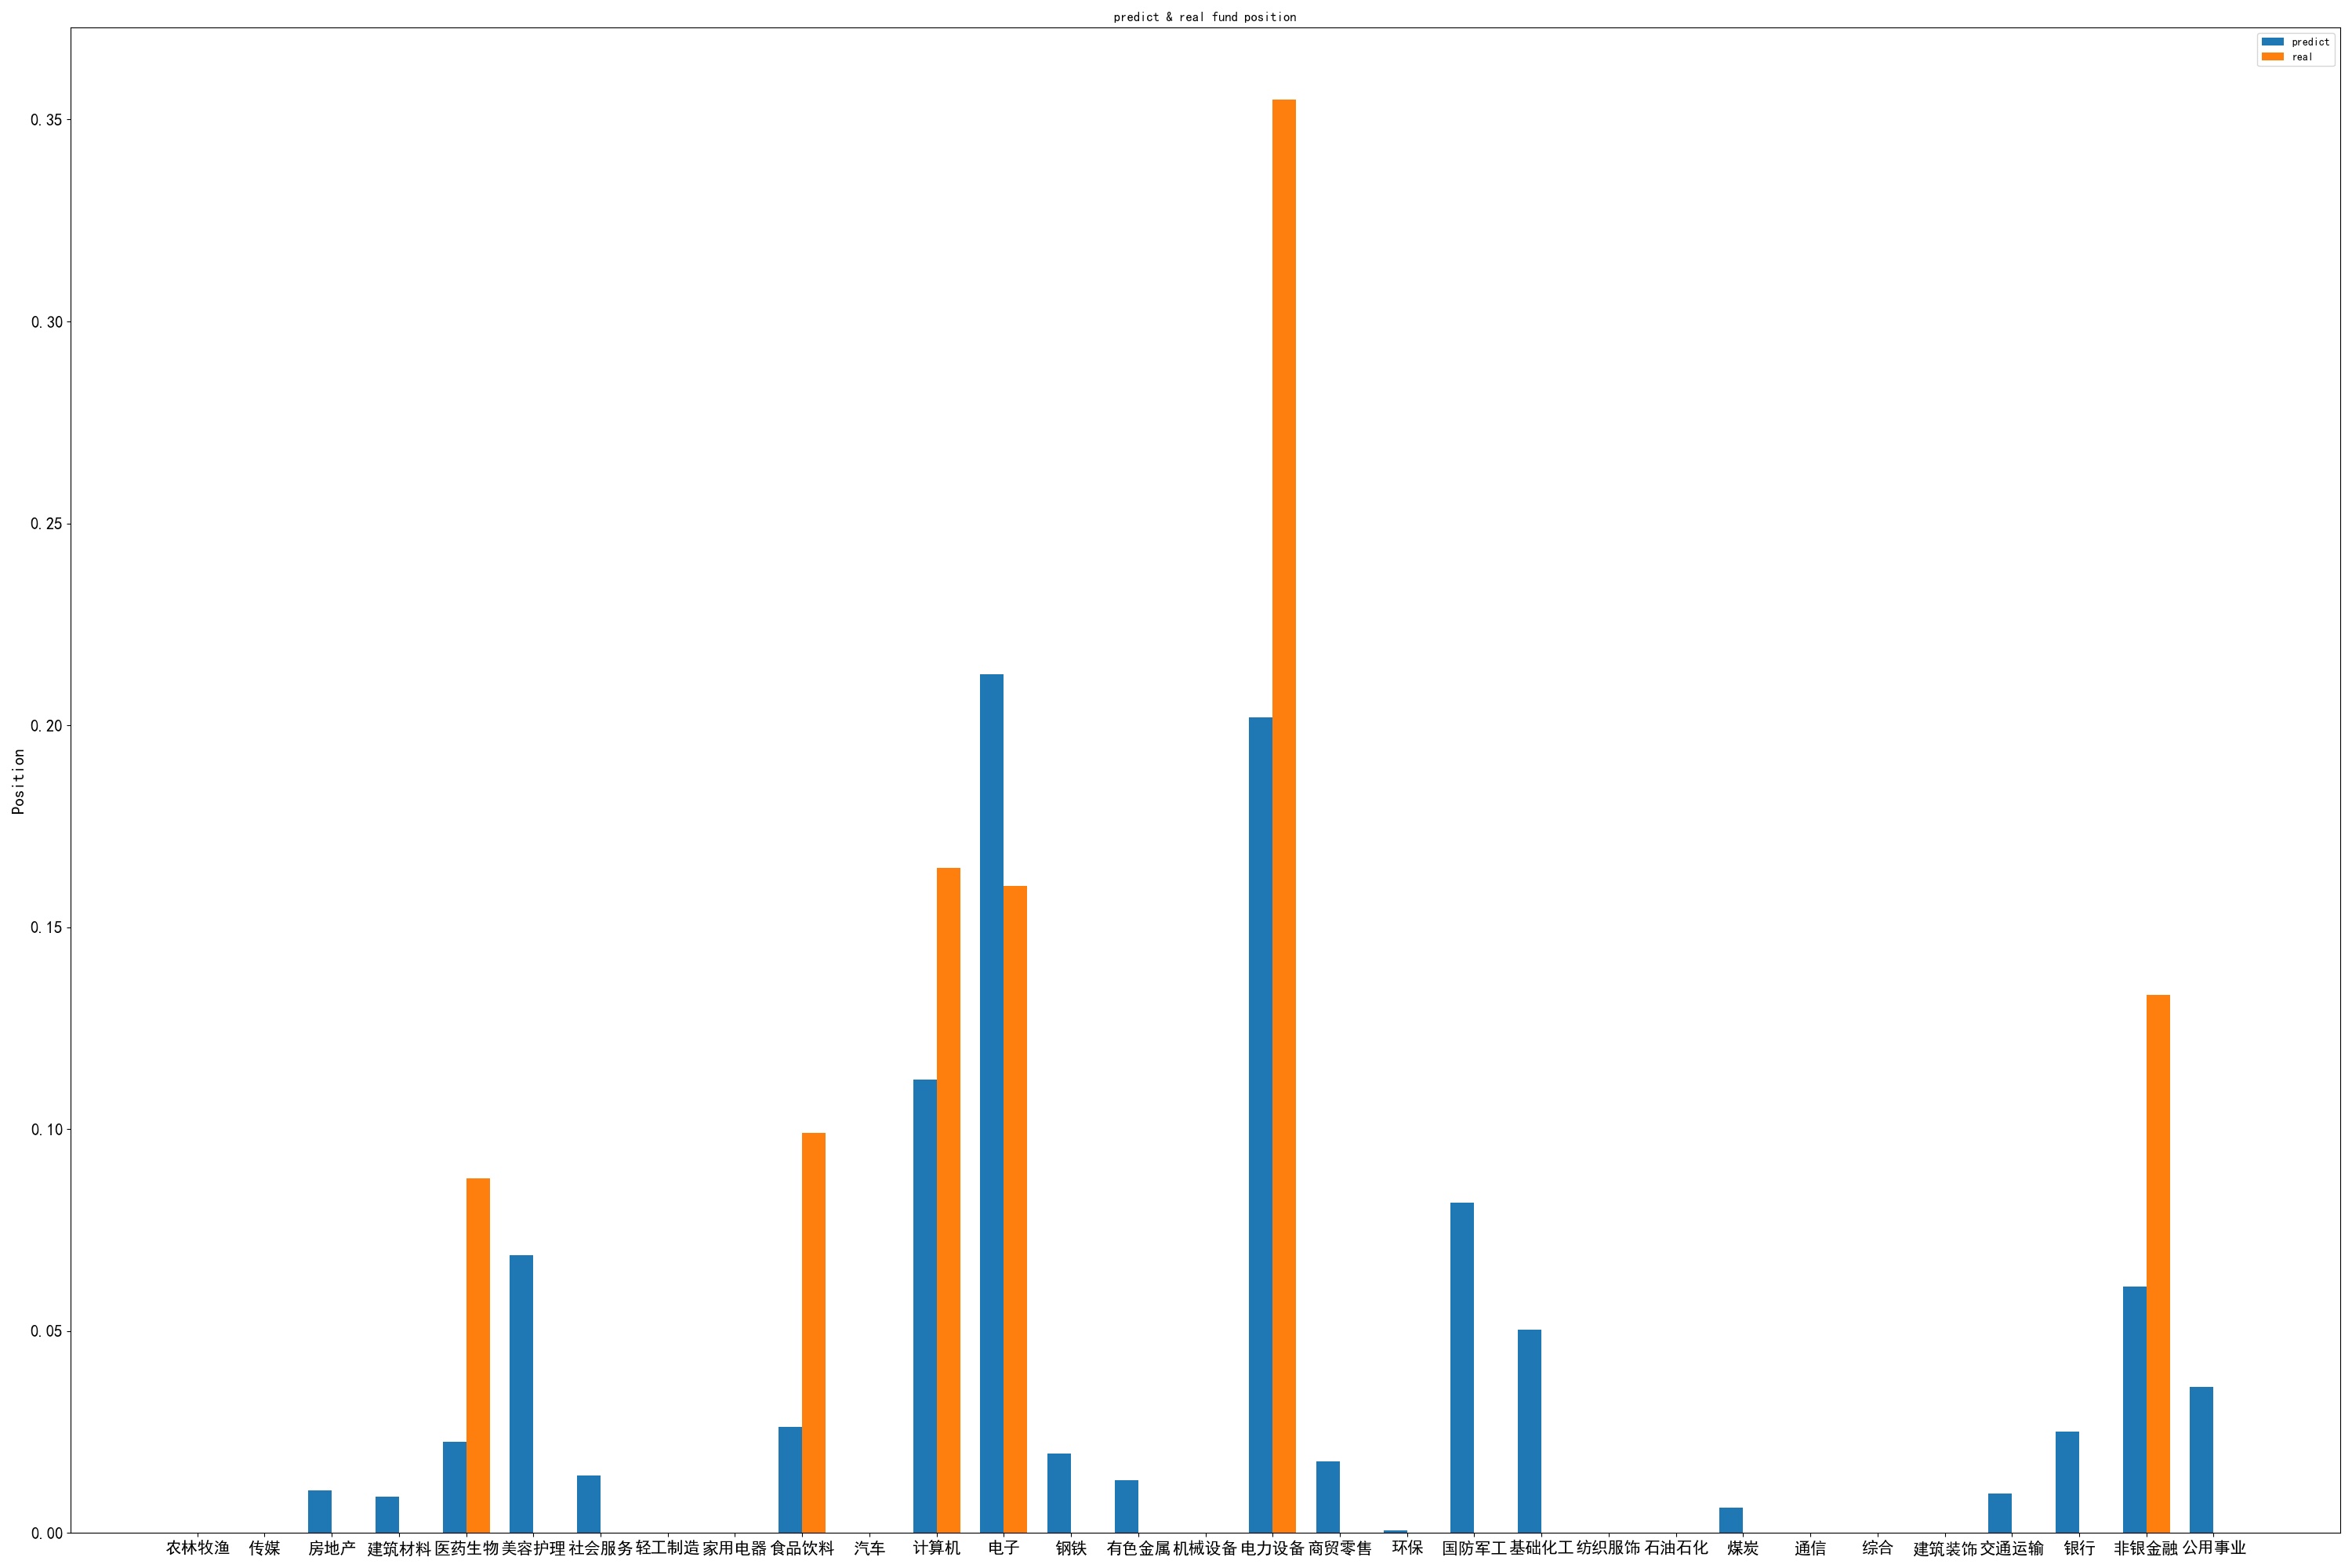 predict & real fund position
predict
real
Position
0.35
0.30
0.25
0.20
0.15
0.10
0.05
0.00
农林牧渔 传媒 房地产 建筑材料 医药生物 美容护理 社会服务 轻工制造 家用电器 食品饮料 汽车 计算机 电子 钢铁 有色金属 机械设备 电力设备 商贸零售 环保 国防军工 基础化工 纺织服饰 石油石化 煤炭 通信 综合 建筑装饰 交通运输 银行 非银金融 公用事业